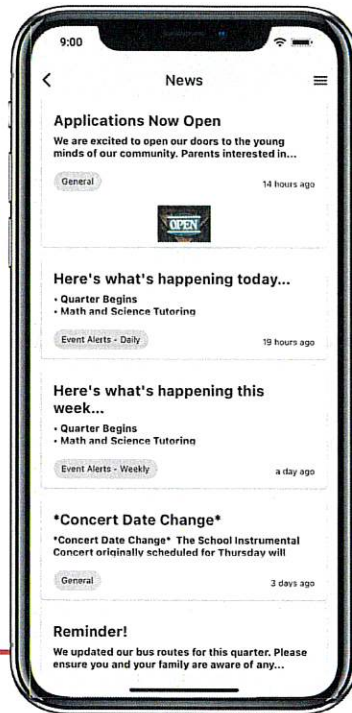 9:00
News
Applications Now Open
We are excited to open our doors to the young
minds of our community. Parents interested in...
General
14 hours ago
OPEN
Here's what's happening today...
• Quarter Begins
• Math and Science Tutoring
Event Alerts - Daily
19 hours ago
Here's what's happening this
week...
• Quarter Begins
• Math and Science Tutoring
Event Alerts - Weekly
a day ago
*Concert Date Change*
*Concert Date Change* The School Instrumental
Concert originally scheduled for Thursday will
General
3 days ago
Reminder!
We updated our bus routes for this quarter. Please
ensure you and your family are aware of any...